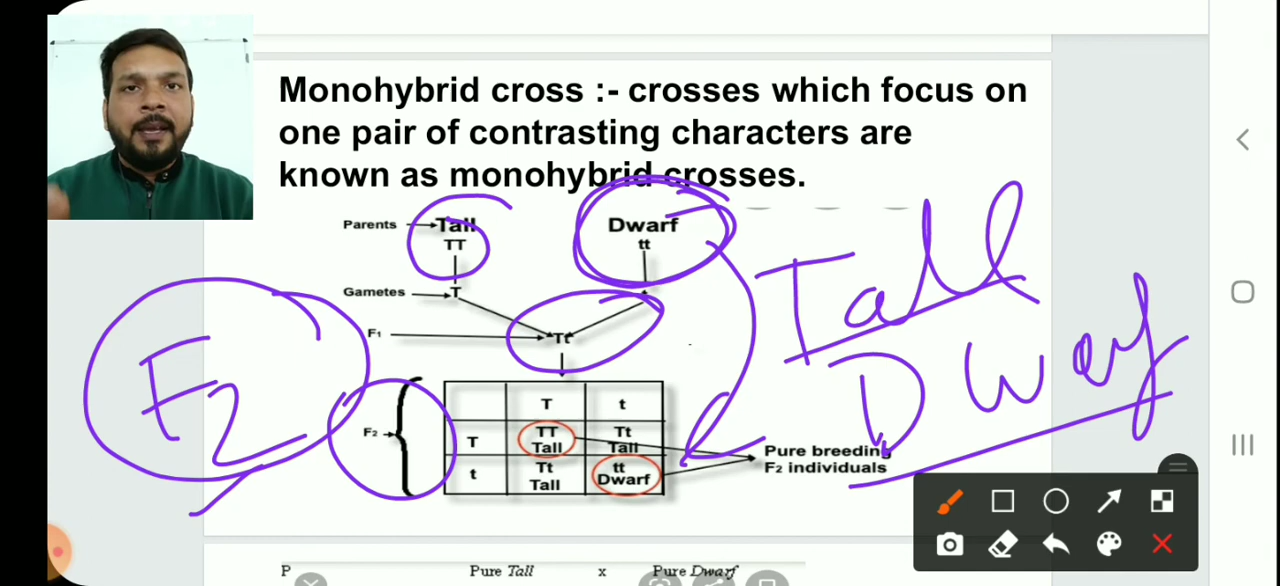 Monohybrid cross :- crosses which focus on
one pair of contrasting characters are
known as monohybrid crosses.
Parents Tall Dwarf
TT tt
Gametes T
F₁ Tt
Tall
Dwarf
F2
F₂
T t
T TT Tall Tt Tall
t Tt Tall tt Dwarf
Pure breeding
F₂ individuals
P Pure Tall x Pure Dwarf